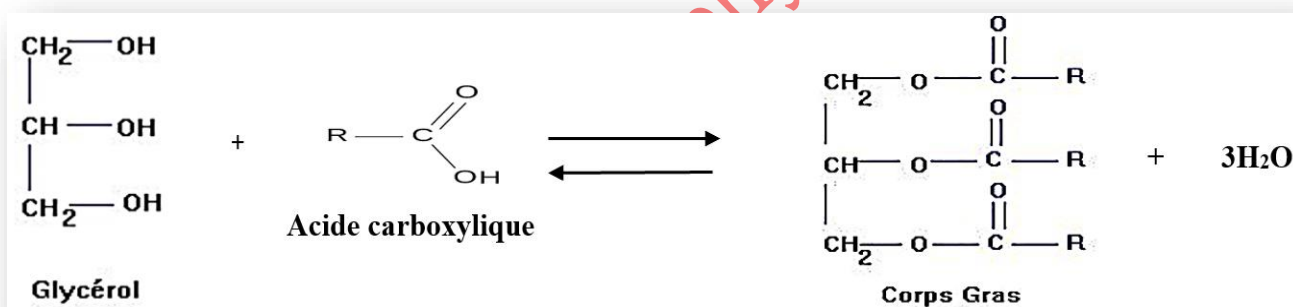 CH2—OH
CH—OH
CH2—OH
Glycérol
+
R—C
O
OH
Acide carboxylique
O
CH2—O—C—R
O
CH—O—C—R
O
CH2—O—C—R
Corps Gras
+
3H2O